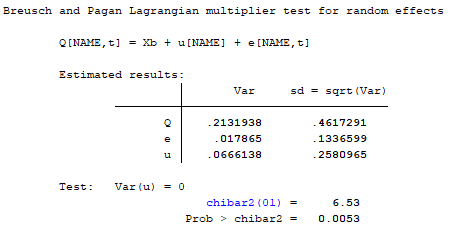 Breusch and Pagan Lagrangian multiplier test for random effects
Q[NAME,t] = Xb + u[NAME] + e[NAME,t]
Estimated results:
Var sd = sqrt(Var)
Q .2131938 .4617291
e .017865 .1336599
u .0666138 .2580965
Test: Var(u) = 0
chibar2(01) = 6.53
Prob > chibar2 = 0.0053